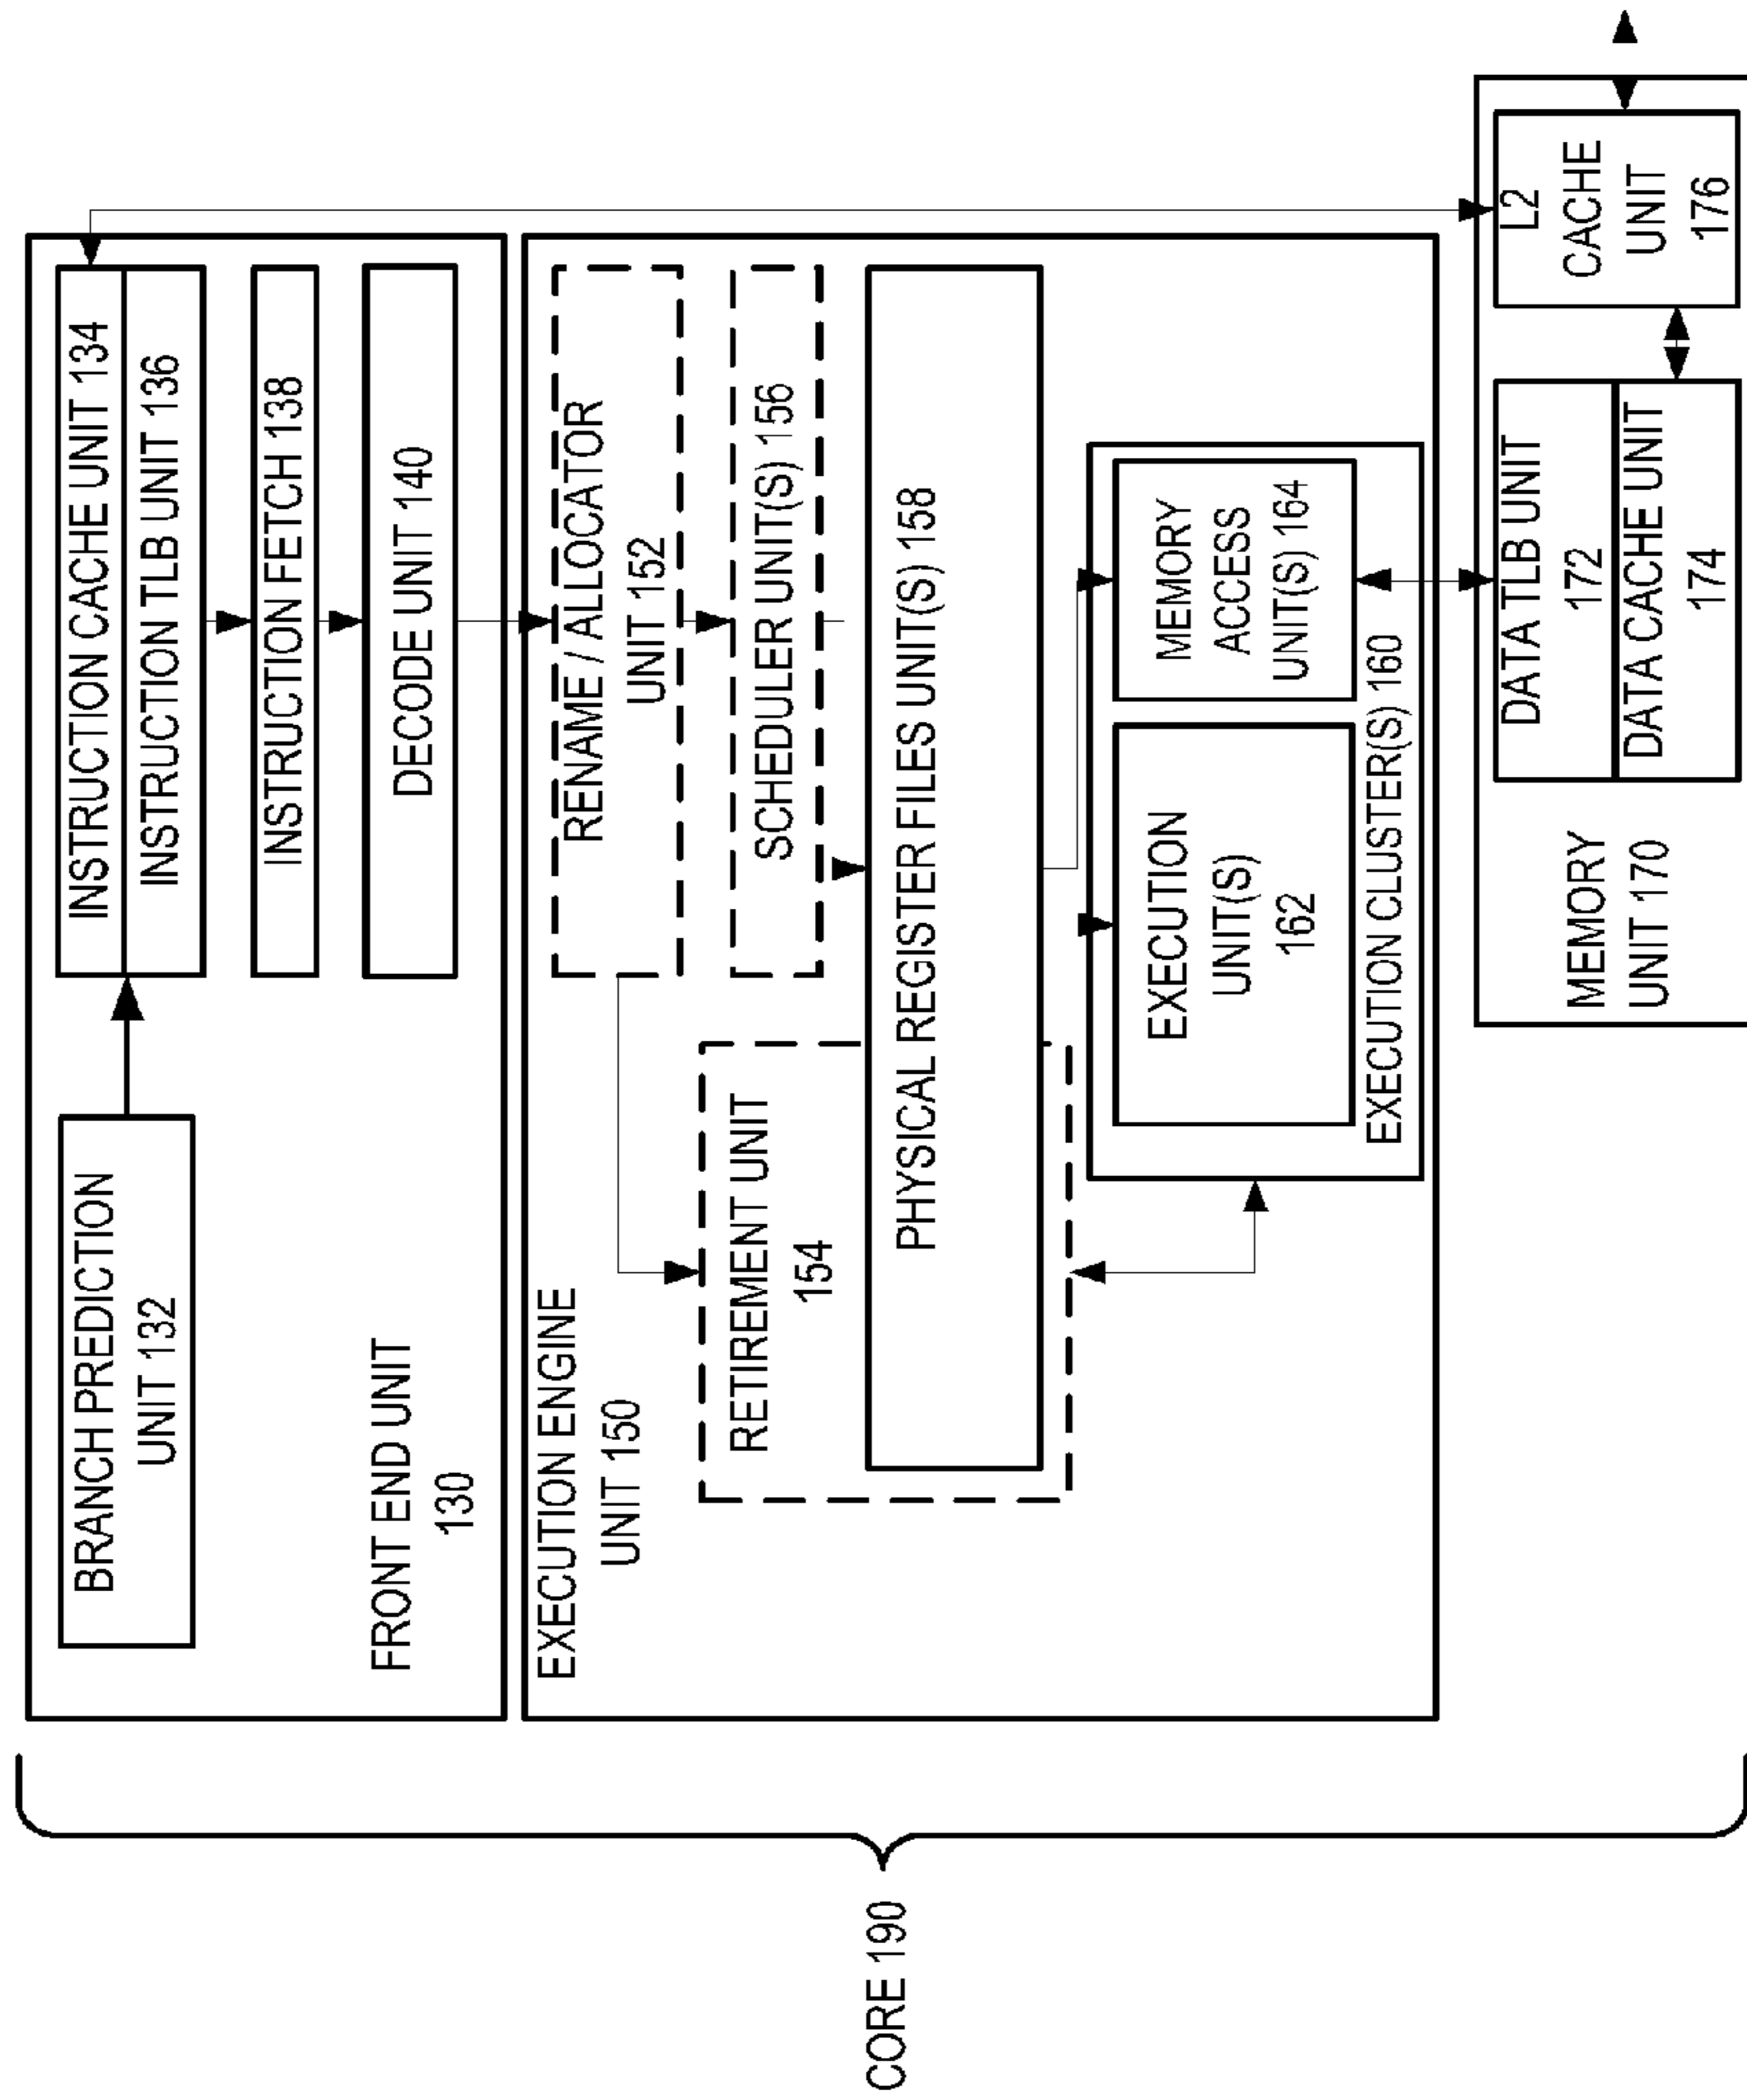 CORE 190
BRANCH PREDICTION
UNIT 132
INSTRUCTION CACHE UNIT 134
INSTRUCTION TLB UNIT 136
INSTRUCTION FETCH 138
FRONT END UNIT
130
DECODE UNIT 140
EXECUTION ENGINE
UNIT 150
RENAME / ALLOCATOR
UNIT 152
RETIREMENT UNIT
154
SCHEDULER UNIT(S) 156
PHYSICAL REGISTER FILES UNIT(S) 158
EXECUTION
UNIT(S)
162
MEMORY
ACCESS
UNIT(S) 164
EXECUTION CLUSTER(S) 160
MEMORY
UNIT 170
DATA TLB UNIT
172
DATA CACHE UNIT
174
L2
CACHE
UNIT
176